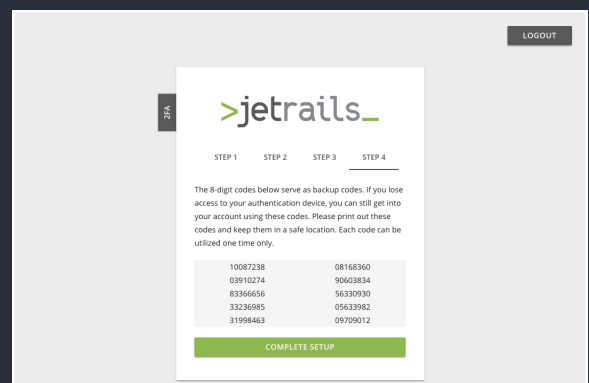 LOGOUT
2FA
>jetrails_
STEP 1 STEP 2 STEP 3 STEP 4
The 8-digit codes below serve as backup codes. If you lose
access to your authentication device, you can still get into
your account using these codes. Please print out these
codes and keep them in a safe location. Each code can be
utilized one time only.
10087238 08168360
03910274 90603834
83366656 56330930
33236985 05633982
31998463 09709012
COMPLETE SETUP